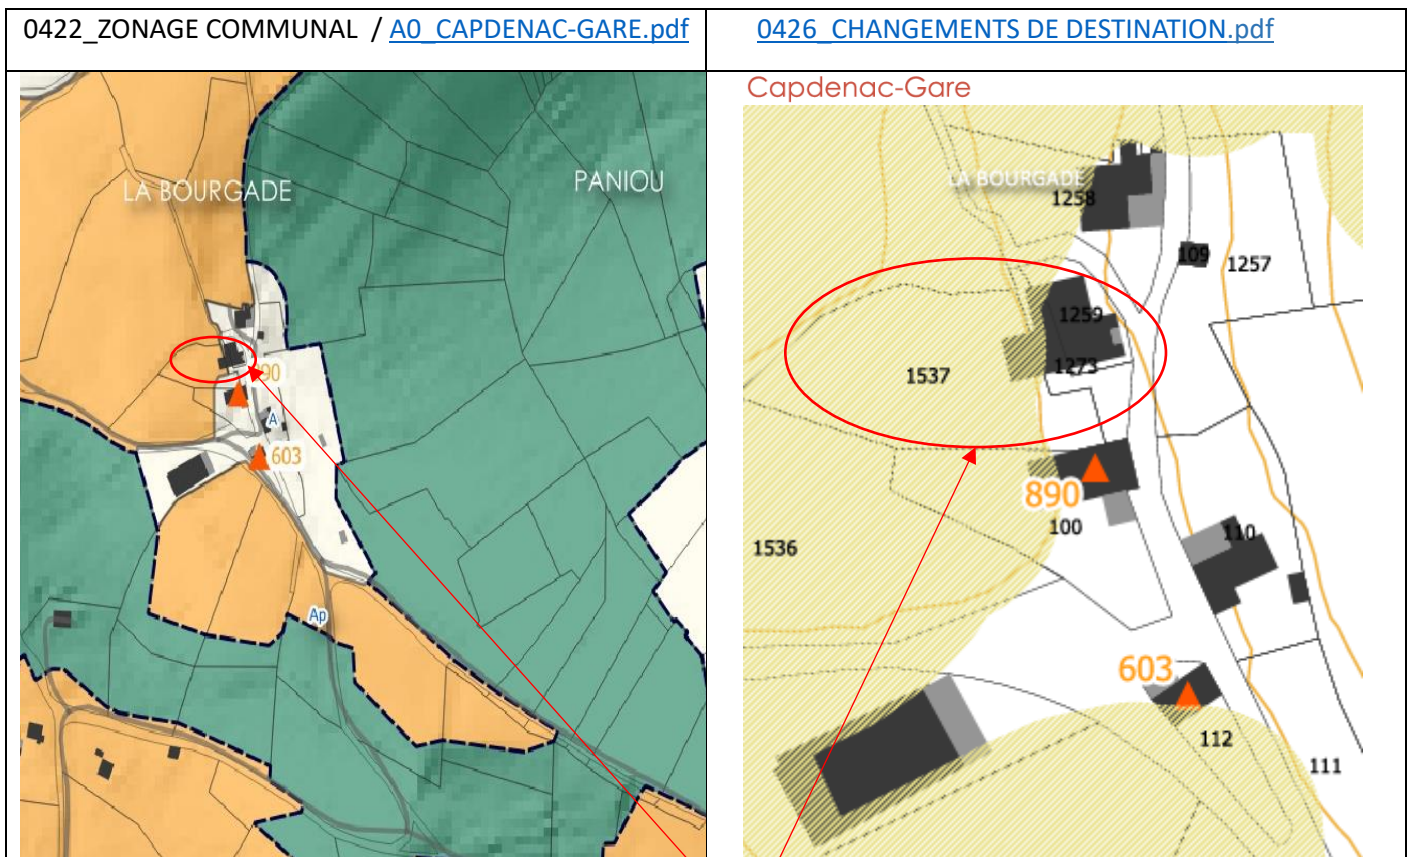 0422_ZONAGE COMMUNAL / A0_CAPDENAC-GARE.pdf
0426_CHANGEMENTS DE DESTINATION.pdf
LA BOURGADE
PANIOU
90
A
603
Ap
Capdenac-Gare
LA BOURGADE
1258
109
1257
1259
1273
1537
890
100
1536
110
603
112
111